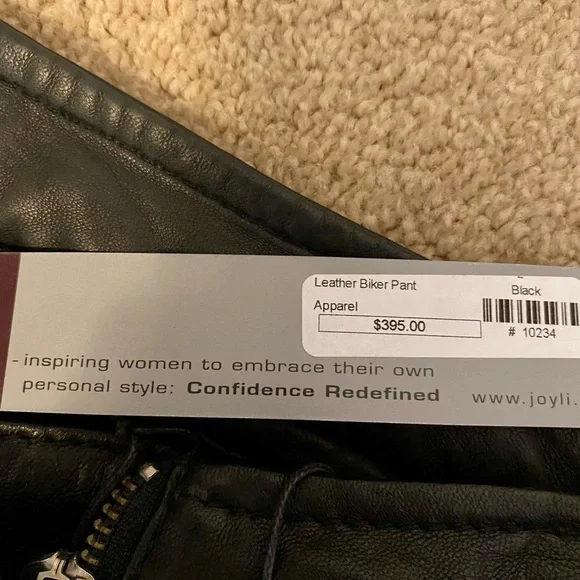 Leather Biker Pant
Black
Apparel
$395.00
# 10234
- inspiring women to embrace their own
personal style: Confidence Redefined
www.joyli.